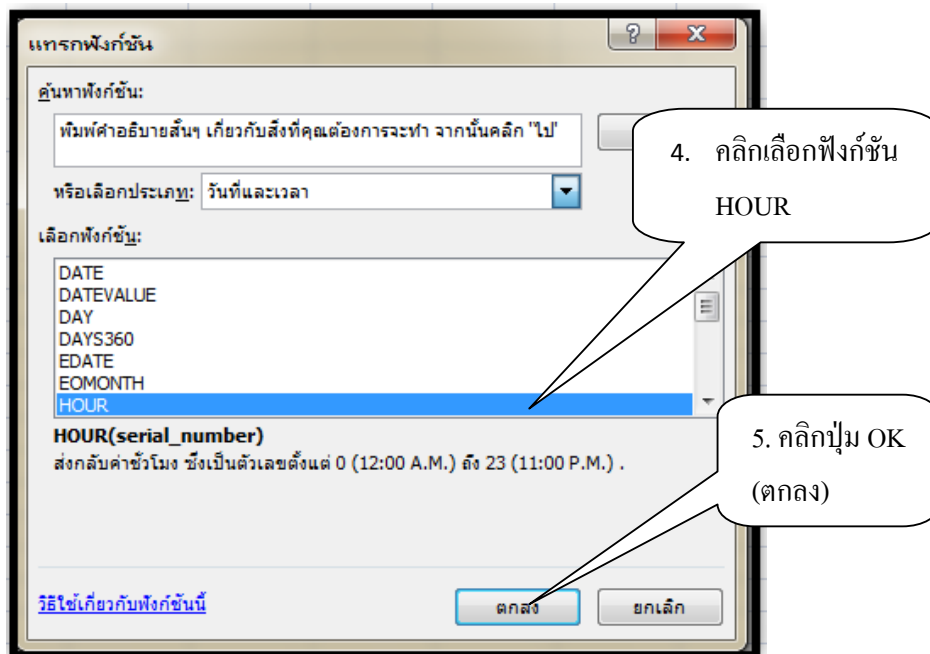 แทรกฟังก์ชัน
ค้นหาฟังก์ชัน:
พิมพ์คำอธิบายสั้นๆ เกี่ยวกับสิ่งที่คุณต้องการจะทำ จากนั้นคลิก "ไป"
4. คลิกเลือกฟังก์ชัน
HOUR
หรือเลือกประเภท: วันที่และเวลา
เลือกฟังก์ชัน:
DATE
DATEVALUE
DAY
DAYS360
EDATE
EOMONTH
HOUR
HOUR(serial_number)
ส่งกลับค่าชั่วโมง ซึ่งเป็นตัวเลขตั้งแต่ 0 (12:00 A.M.) ถึง 23 (11:00 P.M.) .
5. คลิกปุ่ม OK
(ตกลง)
วิธีใช้เกี่ยวกับฟังก์ชันนี้
ตกลง
ยกเลิก